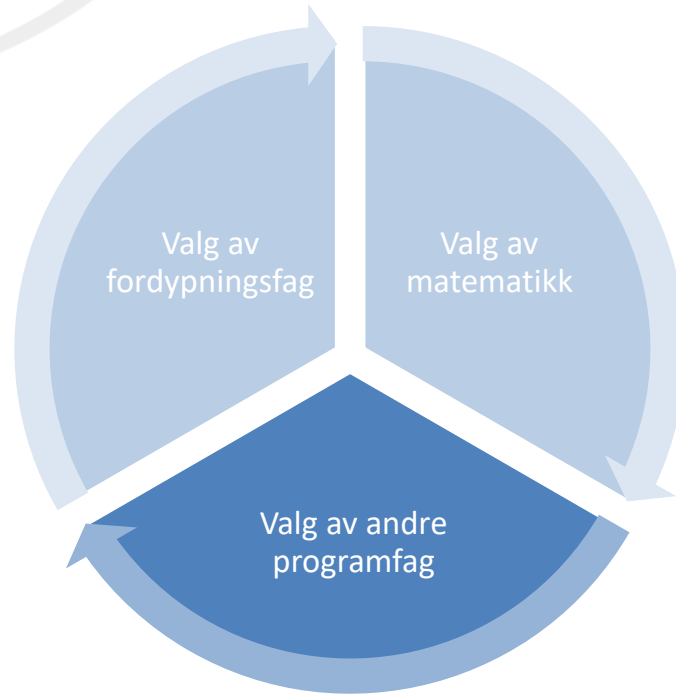 Valg av
fordypningsfag
Valg av
matematikk
Valg av andre
programfag